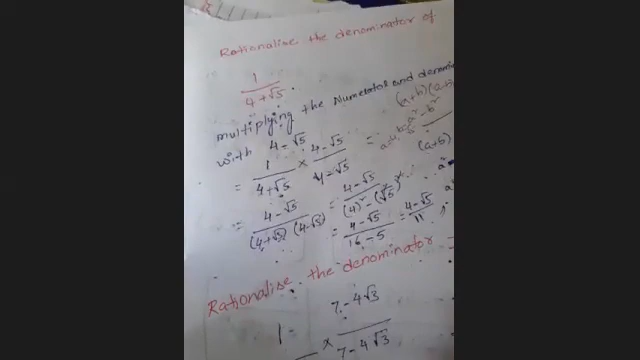 Rationalise the denominator of
1
4+√5
multiplying the Numerator and
with 4-√5
= 1/4+√5 × 4-√5/4-√5 =
= 4-√5/(4+√5) (4-√5) = 4-√5/(4)² - (√5)²
= 4-√5/16-5 = 4-√5/11
(a+b)
a² - b²
(a+b)
Rationalise the denominator
1 × 7-4√3/7-4√3